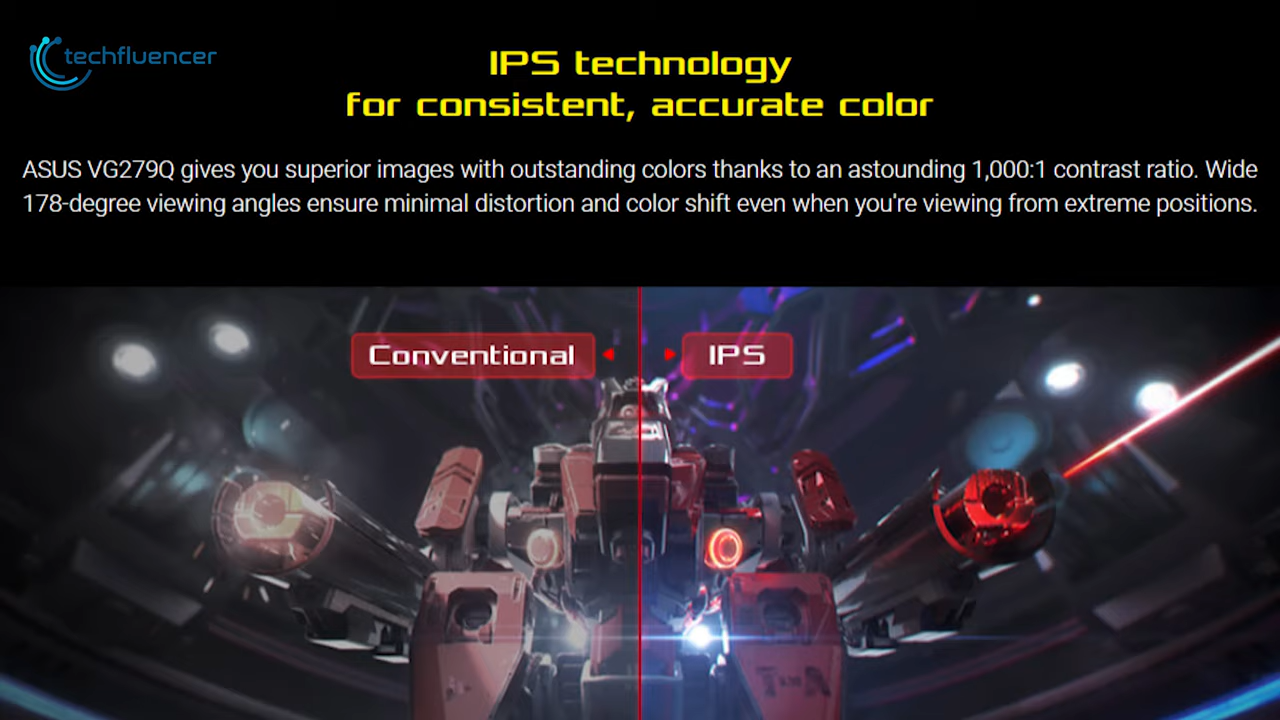 techfluencer
IPS technology
for consistent, accurate color
ASUS VG279Q gives you superior images with outstanding colors thanks to an astounding 1,000:1 contrast ratio. Wide
178-degree viewing angles ensure minimal distortion and color shift even when you're viewing from extreme positions.
Conventional
IPS